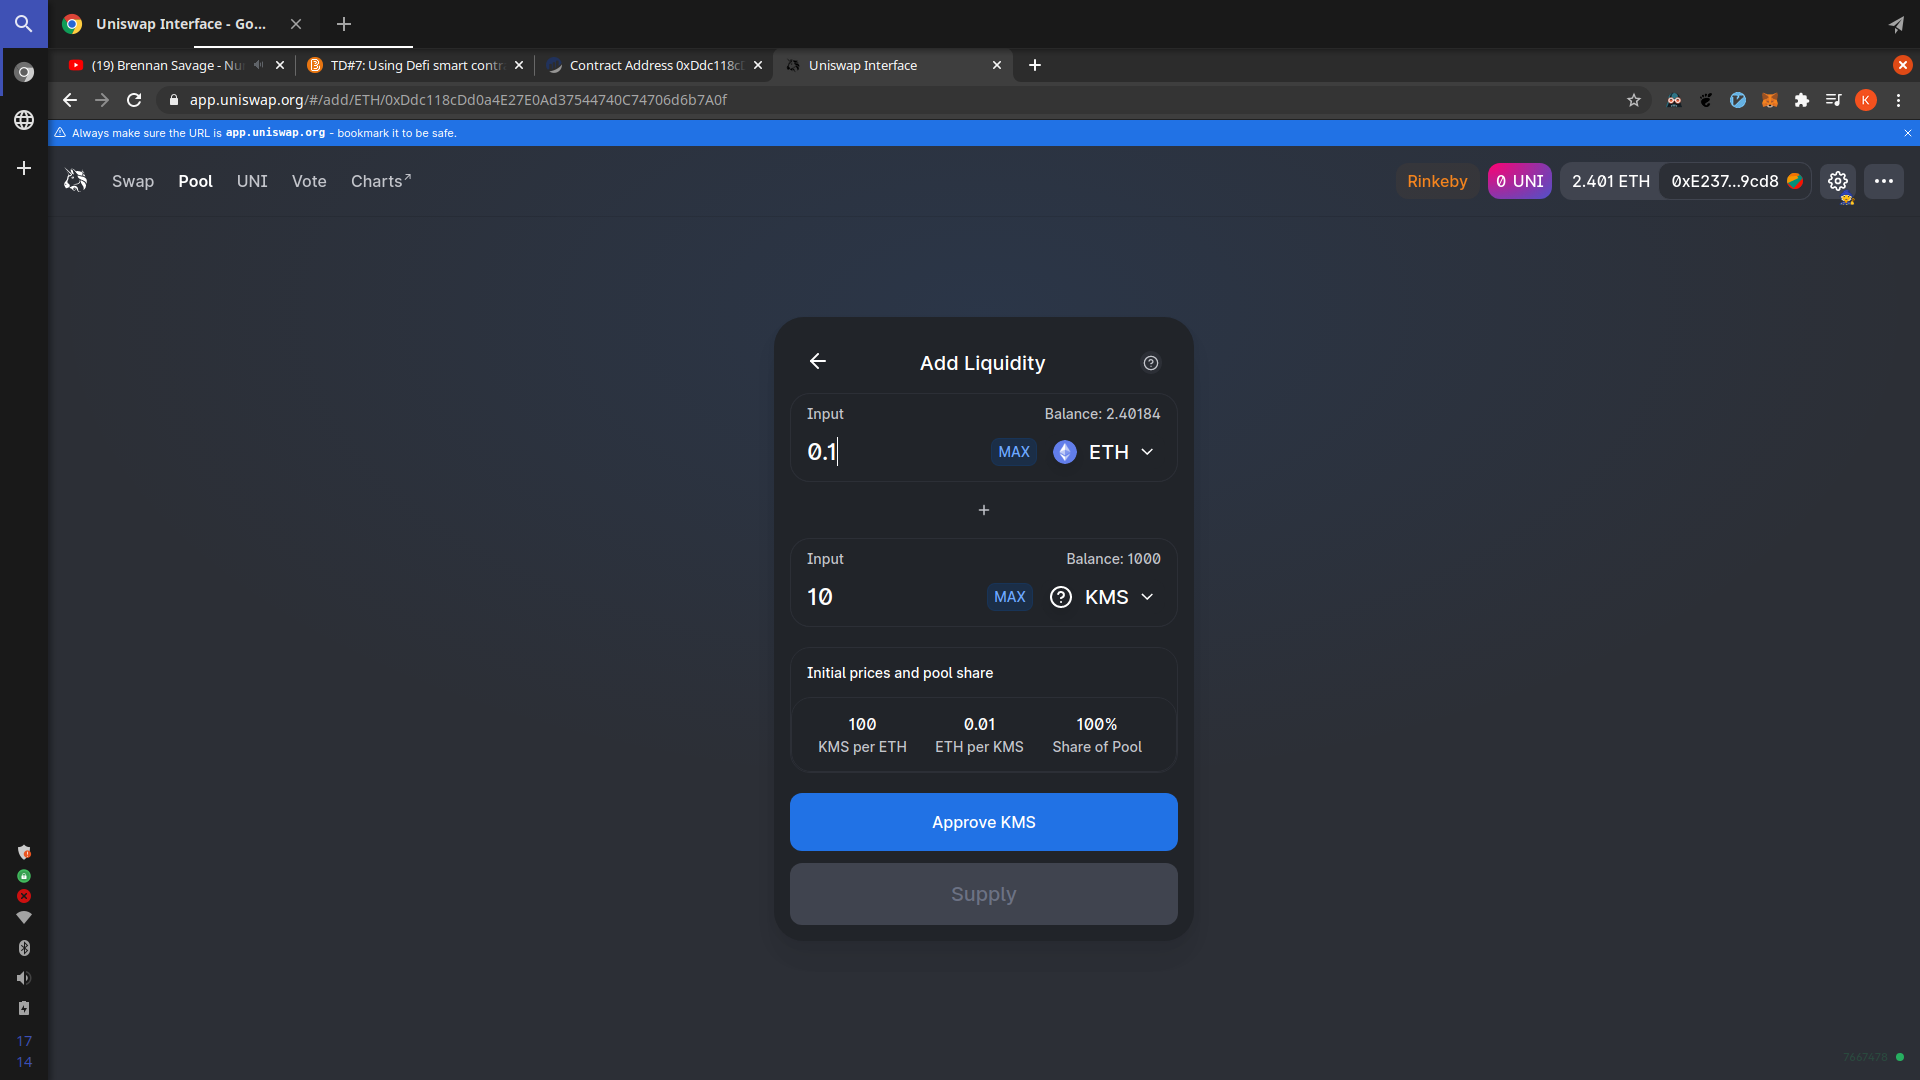 Uniswap Interface - Go...
(19) Brennan Savage - Nu
TD#7: Using Defi smart contr
Contract Address 0xDdc118c
Uniswap Interface
app.uniswap.org/#/add/ETH/0xDdc118cDd0a4E27E0Ad37544740C74706d6b7A0f
K
Always make sure the URL is app.uniswap.org - bookmark it to be safe.
Swap
Pool
UNI
Vote
Charts↗
Rinkeby
0 UNI
2.401 ETH
0xE237...9cd8
Add Liquidity
Input
Balance: 2.40184
0.1
MAX
ETH
+
Input
Balance: 1000
10
MAX
KMS
Initial prices and pool share
100
0.01
100%
KMS per ETH
ETH per KMS
Share of Pool
Approve KMS
Supply
17
14
7667478